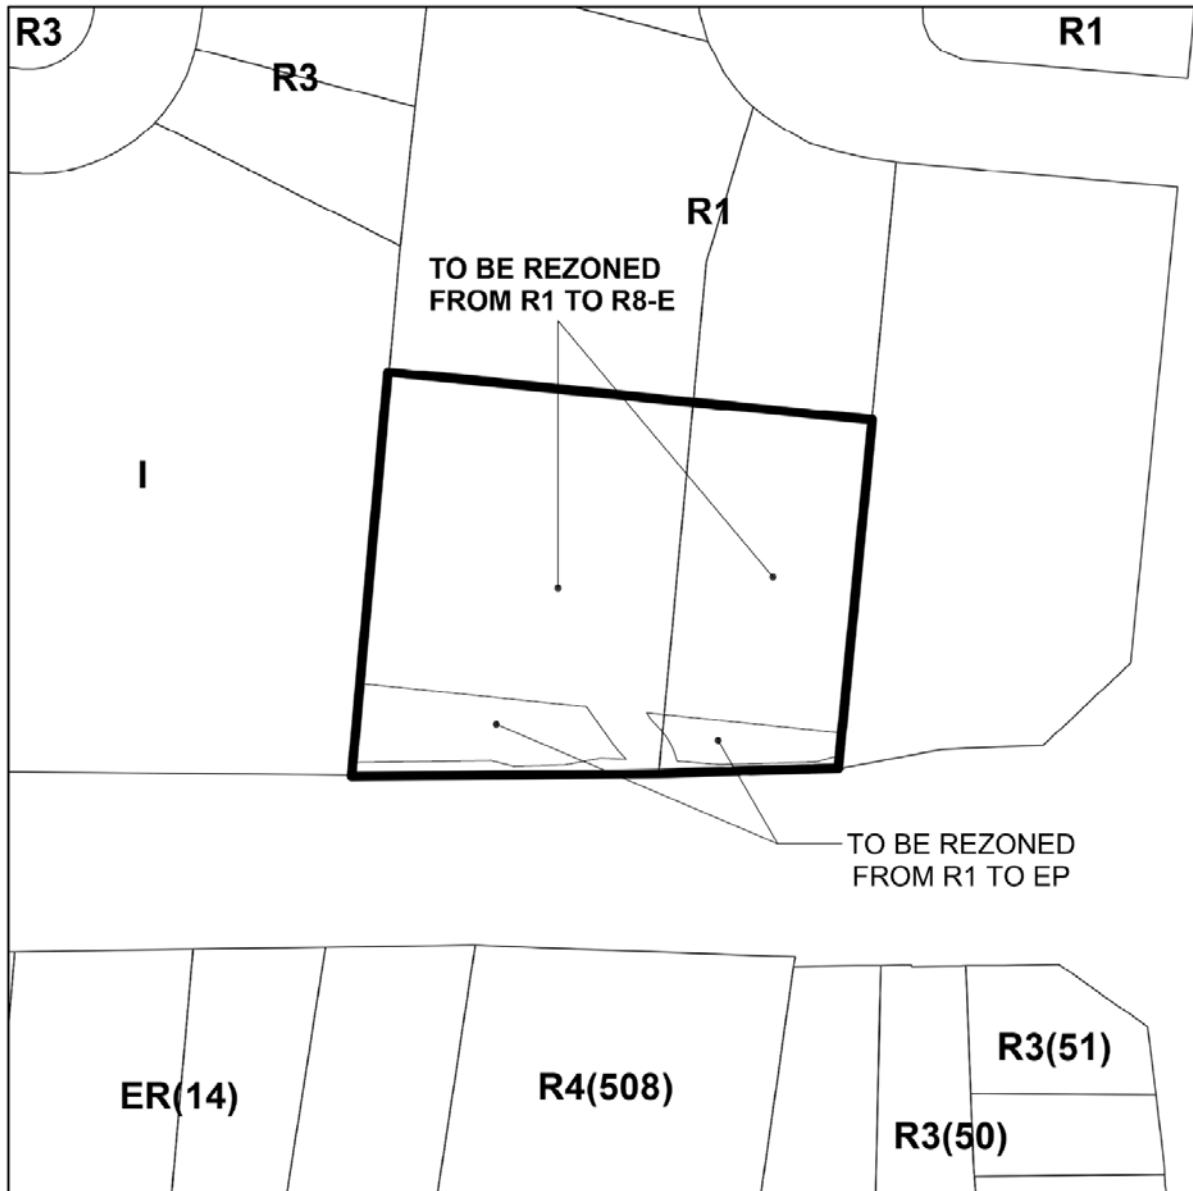 R3
R1
R3
R1
TO BE REZONED
FROM R1 TO R8-E
I
TO BE REZONED
FROM R1 TO EP
R3(51)
ER(14)
R4(508)
R3(50)